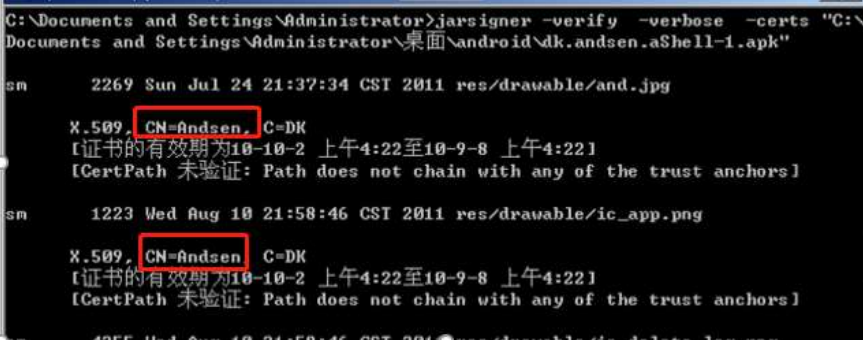 C:\Documents and Settings\Administrator>jarsigner -verify  -verbose  -certs "C:\
Documents and Settings\Administrator\桌面\android\dk.andsen.aShell-1.apk"
sm      2269 Sun Jul 24 21:37:34 CST 2011 res/drawable/and.jpg
X.509, CN=Andsen, C=DK
[证书的有效期为10-10-2 上午4:22至10-9-8 上午4:22]
[CertPath 未验证: Path does not chain with any of the trust anchors]
sm      1223 Wed Aug 10 21:58:46 CST 2011 res/drawable/ic_app.png
X.509, CN=Andsen, C=DK
[证书的有效期为10-10-2 上午4:22至10-9-8 上午4:22]
[CertPath 未验证: Path does not chain with any of the trust anchors]